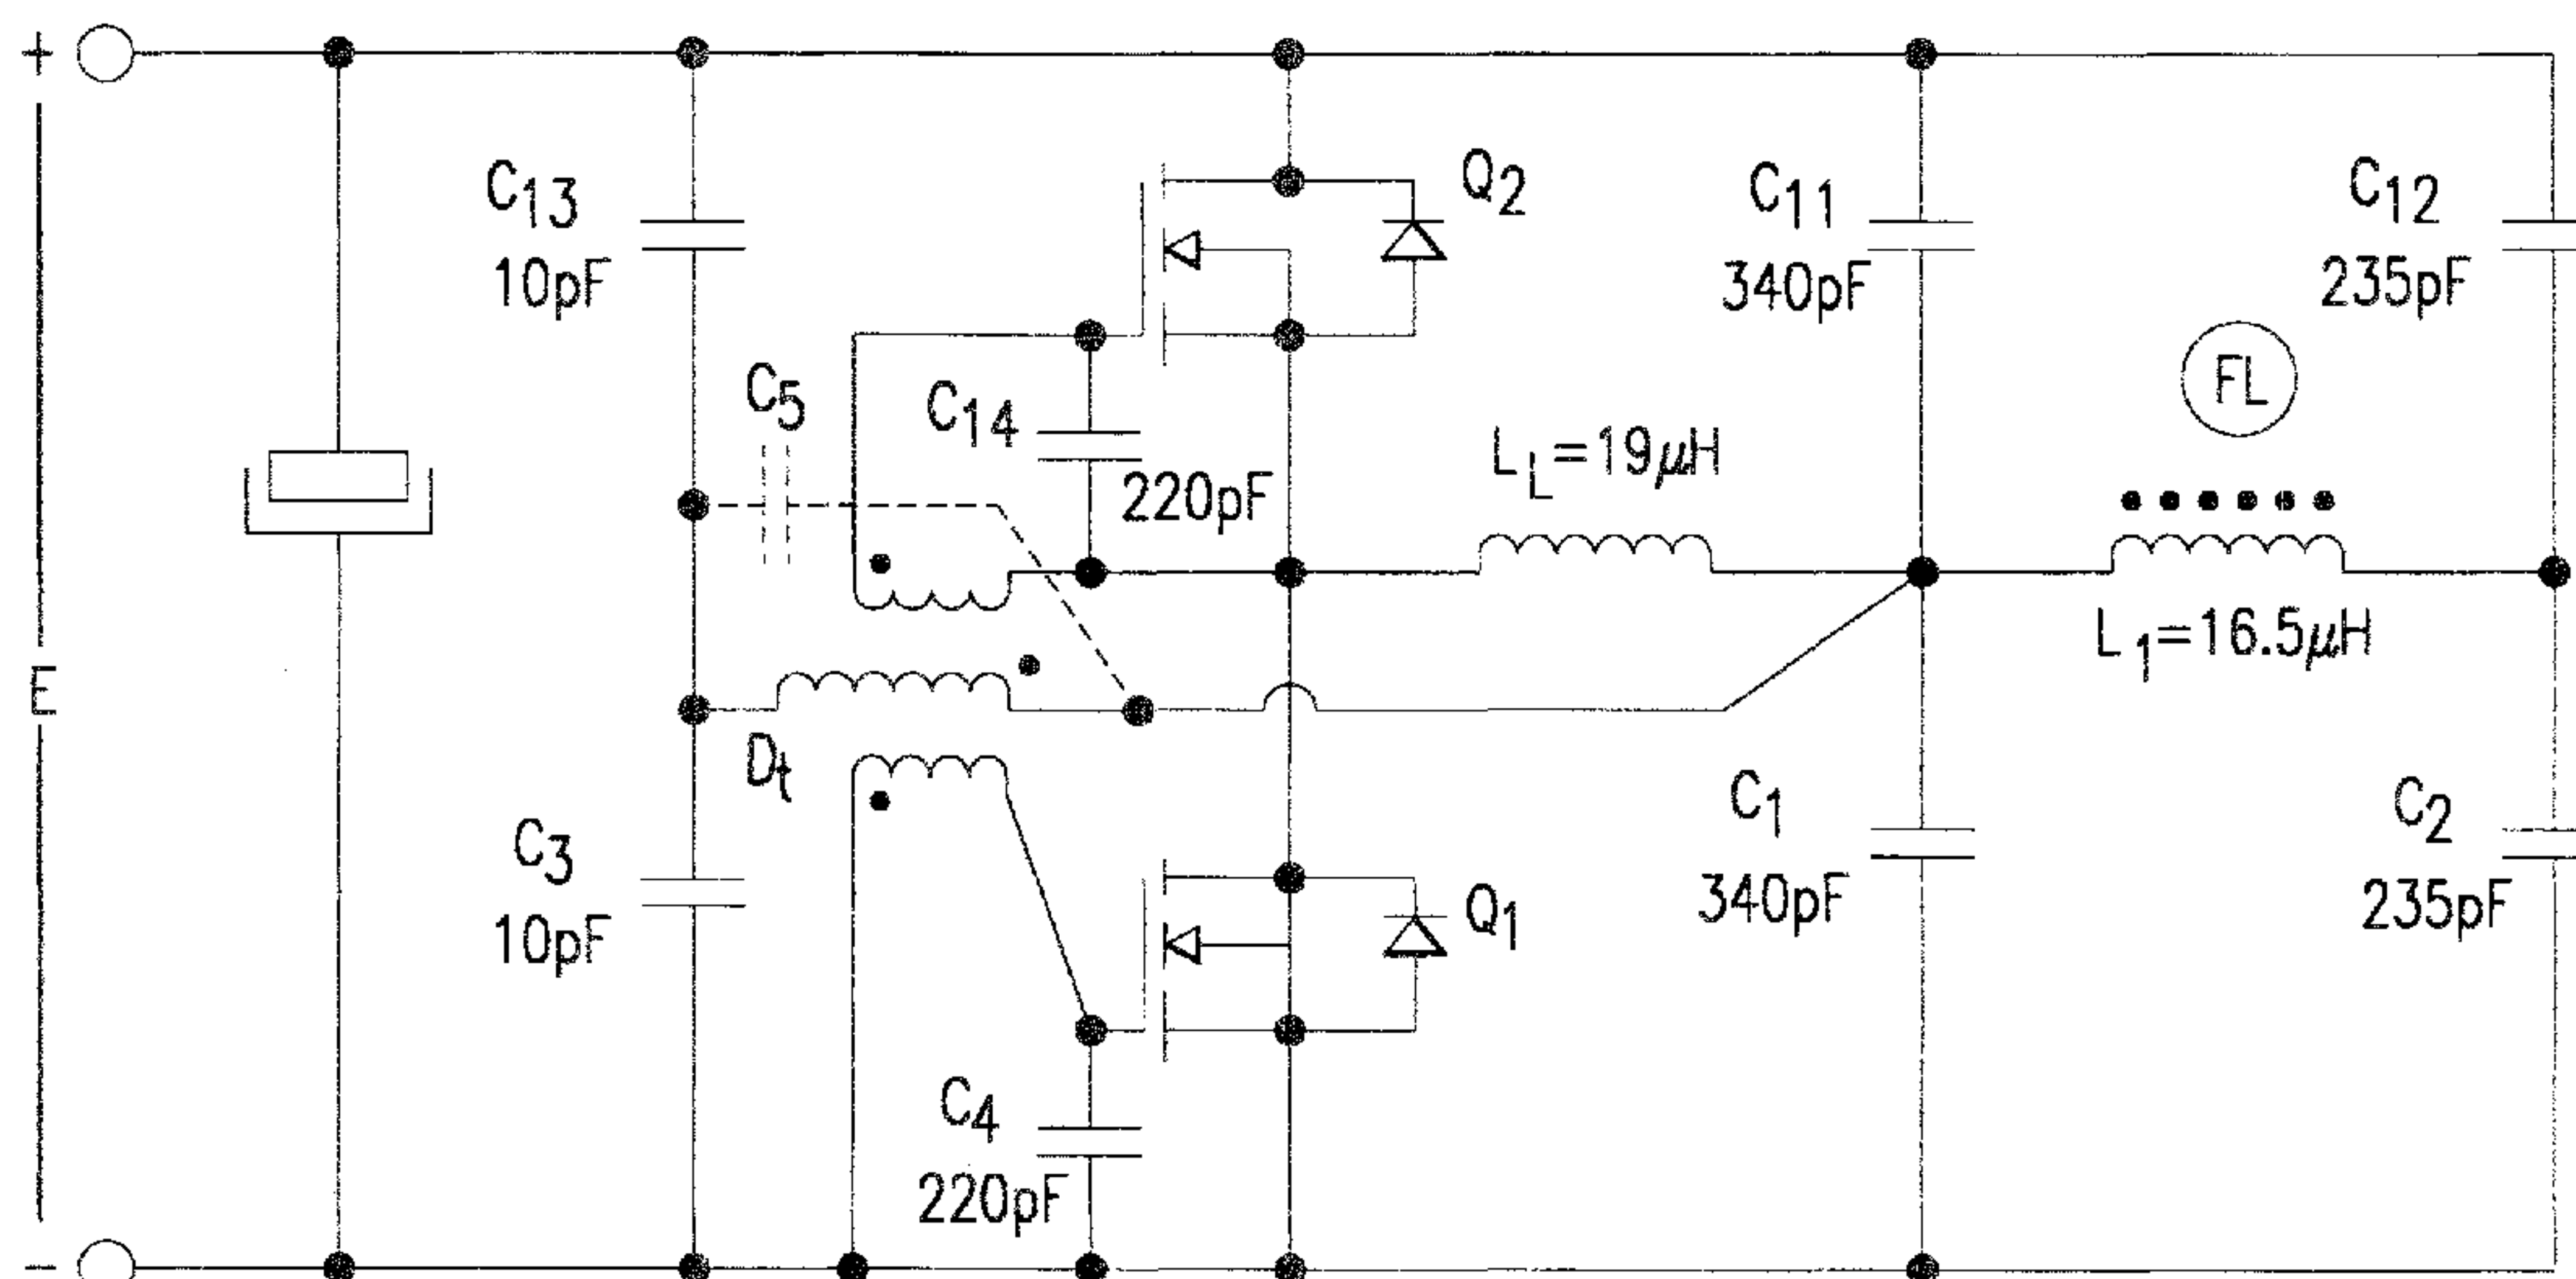 +
C13
10pF
Q2
C11
340pF
C12
235pF
FL
C5
C14
220pF
LL=19μH
L1=16.5μH
E
Dt
C3
10pF
C1
340pF
C2
235pF
Q1
C4
220pF
-